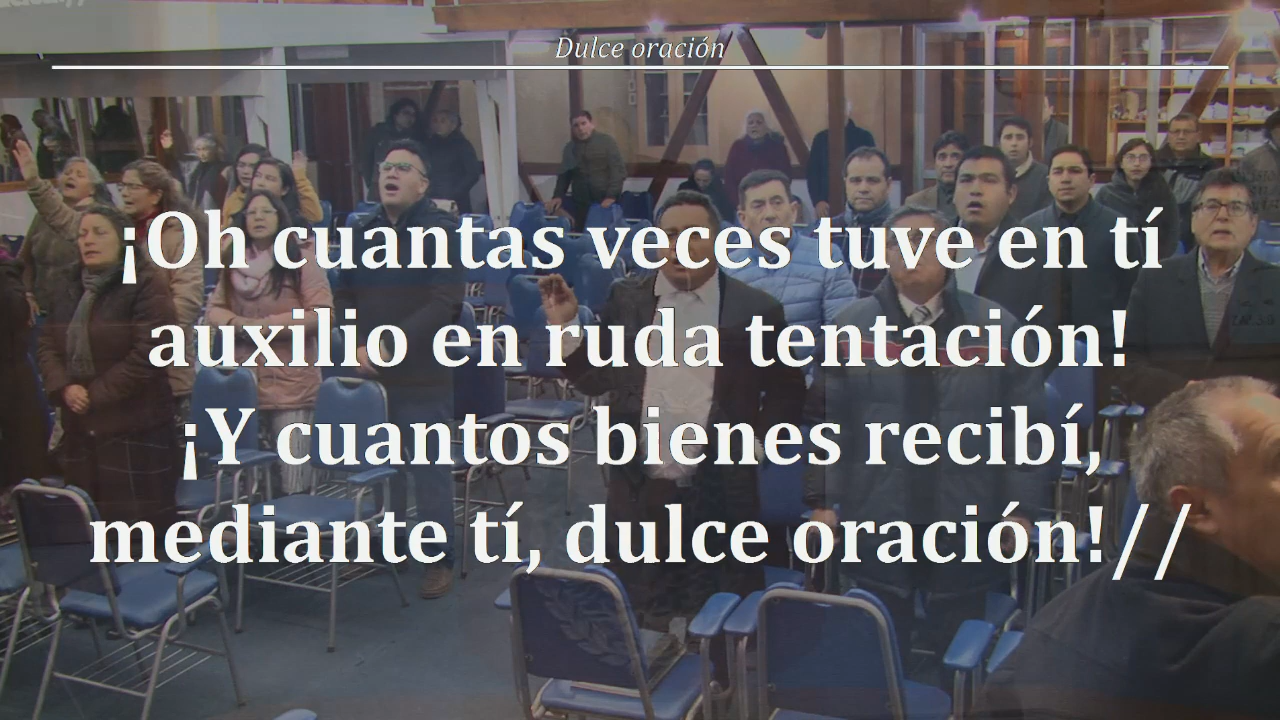 Dulce oración
¡Oh cuantas veces tuve en tí
auxilio en ruda tentación!
¡Y cuantos bienes recibí,
mediante tí, dulce oración!//